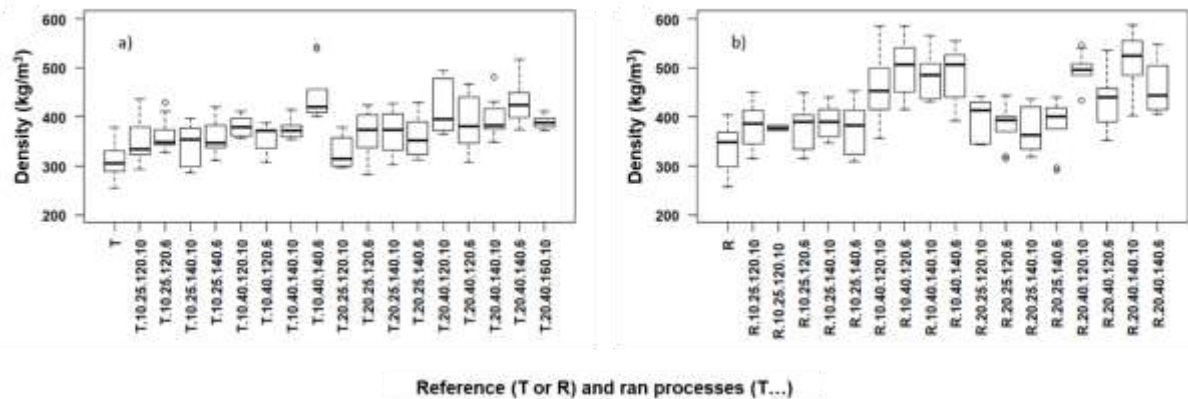 a)
Density (kg/m³)
600
500
400
300
200
T
T.10.25.120.10
T.10.25.120.6
T.10.25.140.10
T.10.25.140.6
T.10.40.120.10
T.10.40.120.6
T.10.40.140.10
T.10.40.140.6
T.20.25.120.10
T.20.25.120.6
T.20.25.140.10
T.20.25.140.6
T.20.40.120.10
T.20.40.120.6
T.20.40.140.10
T.20.40.140.6
T.20.40.160.10
b)
Density (kg/m³)
600
500
400
300
200
R
R.10.25.120.10
R.10.25.120.10
R.10.25.120.6
R.10.25.140.10
R.10.25.140.6
R.10.40.120.10
R.10.40.120.6
R.10.40.140.10
R.10.40.140.6
R.20.25.120.10
R.20.25.120.6
R.20.25.140.10
R.20.25.140.6
R.20.40.120.10
R.20.40.120.6
R.20.40.140.10
R.20.40.140.6
Reference (T or R) and ran processes (T…)